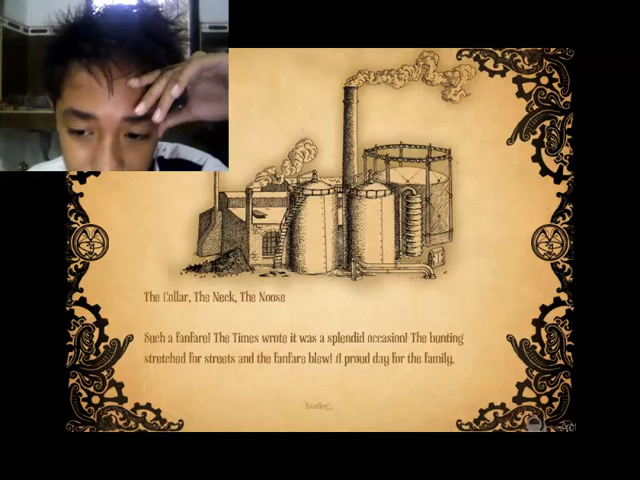 The Collar, The Neck, The Noose
Such a fanfare! The Times wrote it was a splendid occasion! The bunting
stretched for streets and the fanfare blew! A proud day for the family.
Loading...